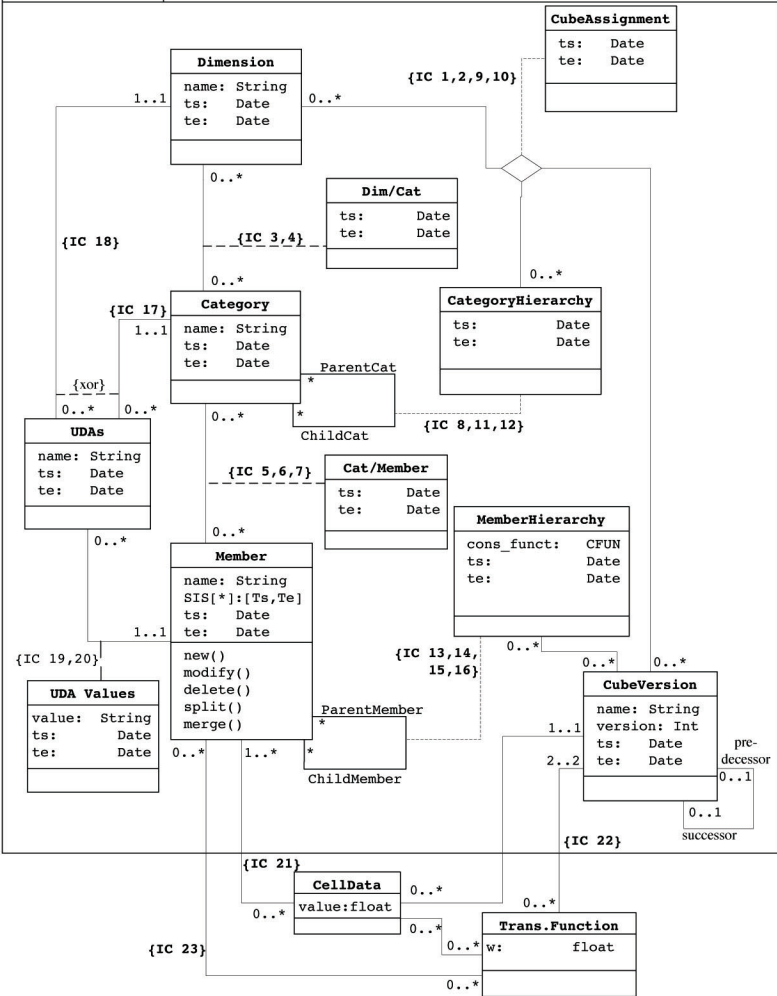 CubeAssignment
ts: Date
te: Date
{IC 1,2,9,10}
Dimension
name: String
ts: Date
te: Date
1..1
0..*
0..*
{IC 18}
Dim/Cat
ts: Date
te: Date
{IC 3,4}
0..*
0..*
Category
name: String
ts: Date
te: Date
{IC 17}
1..1
CategoryHierarchy
ts: Date
te: Date
ParentCat
*
*
ChildCat
{IC 8,11,12}
{xor}
0..*
0..*
0..*
UDAs
name: String
ts: Date
te: Date
0..*
{IC 5,6,7}
Cat/Member
ts: Date
te: Date
0..*
Member
name: String
SIS[*]:[Ts,Te]
ts: Date
te: Date
new()
modify()
delete()
split()
merge()
1..1
MemberHierarchy
cons_funct: CFUN
ts: Date
te: Date
{IC 13,14,
15,16}
0..*
0..*
0..*
{IC 19,20}
UDA Values
value: String
ts: Date
te: Date
ParentMember
*
*
ChildMember
0..*
1..*
CubeVersion
name: String
version: Int
ts: Date
te: Date
1..1
2..2
pre-
decessor
0..1
0..1
successor
{IC 22}
{IC 21}
CellData
value:float
0..*
0..*
0..*
0..*
Trans.Function
w: float
0..*
{IC 23}
0..*